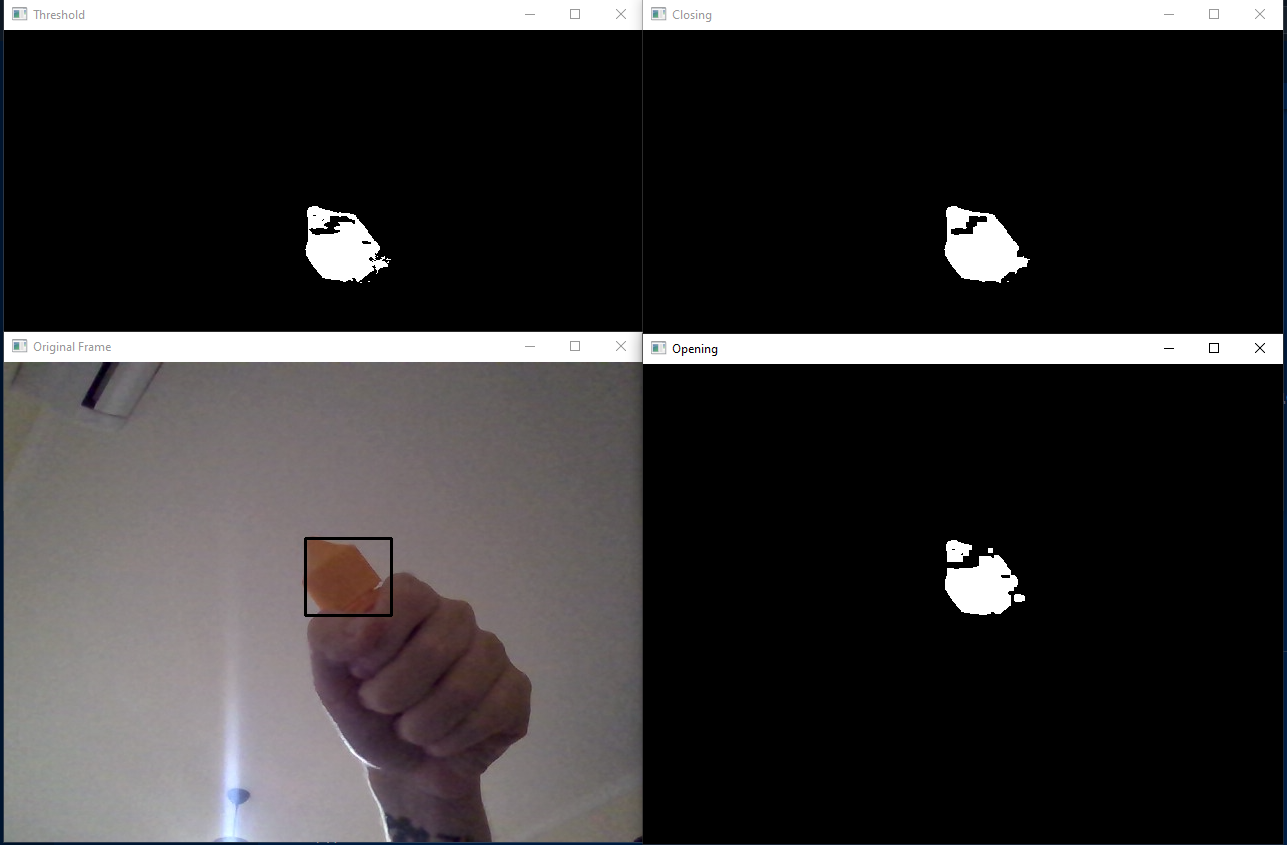 Threshold
Closing
Original Frame
Opening